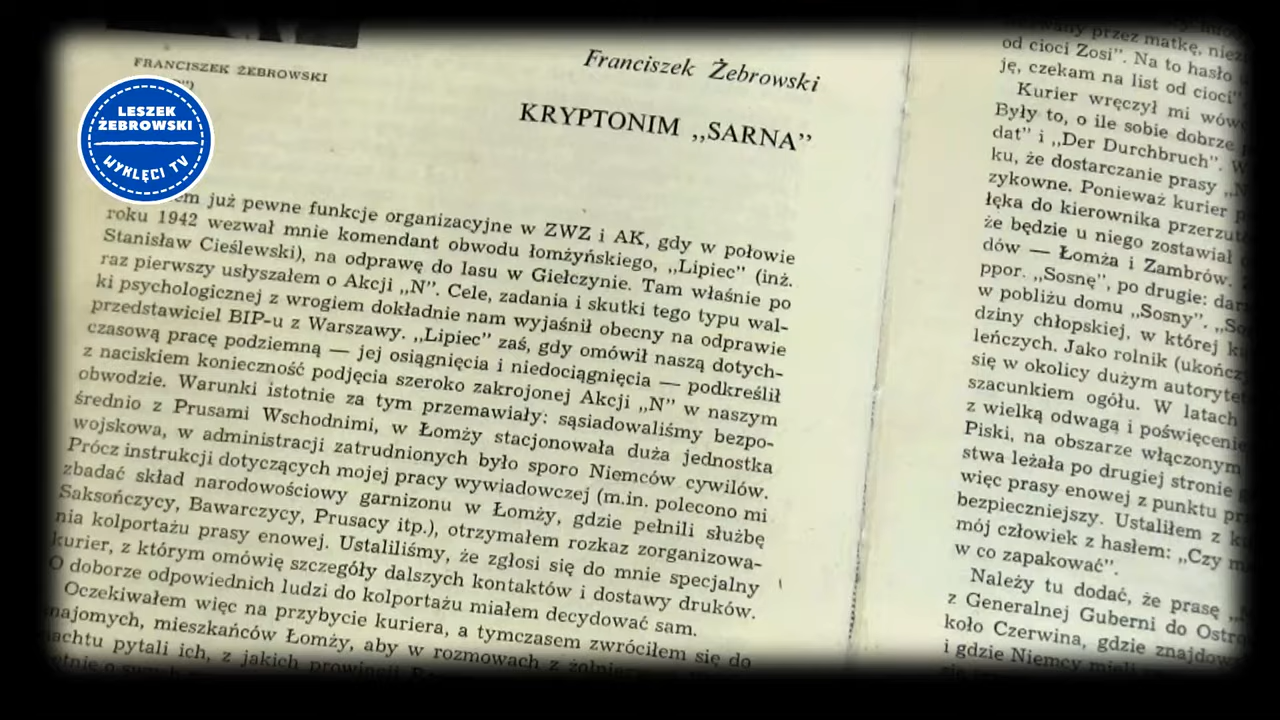 FRANCISZEK ŻEBROWSKI
LESZEK
ŻEBROWSKI
WYKLĘCI TV
Franciszek Żebrowski
KRYPTONIM „SARNA”
już pewne funkcje organizacyjne w ZWZ i AK, gdy w połowie
roku 1942 wezwał mnie komendant obwodu łomżyńskiego, „Lipiec” (inż.
Stanisław Cieślewski), na odprawę do lasu w Giełczynie. Tam właśnie po
raz pierwszy usłyszałem o Akcji „N”. Cele, zadania i skutki tego typu wal-
ki psychologicznej z wrogiem dokładnie nam wyjaśnił obecny na odprawie
przedstawiciel BIP-u z Warszawy. „Lipiec” zaś, gdy omówił naszą dotych-
czasową pracę podziemną — jej osiągnięcia i niedociągnięcia — podkreślił
z naciskiem konieczność podjęcia szeroko zakrojonej Akcji „N” w naszym
obwodzie. Warunki istotnie za tym przemawiały: sąsiadowaliśmy bezpo-
średnio z Prusami Wschodnimi, w Łomży stacjonowała duża jednostka
wojskowa, w administracji zatrudnionych było sporo Niemców cywilów.
Prócz instrukcji dotyczących mojej pracy wywiadowczej (m.in. polecono mi
zbadać skład narodowościowy garnizonu w Łomży, gdzie pełnili służbę
Saksończycy, Bawarczycy, Prusacy itp.), otrzymałem rozkaz zorganizowa-
nia kolportażu prasy enowej. Ustaliliśmy, że zgłosi się do mnie specjalny
kurier, z którym omówię szczegóły dalszych kontaktów i dostawy druków.
O doborze odpowiednich ludzi do kolportażu miałem decydować sam.
Oczekiwałem więc na przybycie kuriera, a tymczasem zwróciłem się do
znajomych, mieszkańców Łomży, aby w rozmowach z
pytali ich, z jakich prowincji
przez matkę,
od cioci Zosi”. Na to hasło
ję, czekam na list od cioci”
Kurier wręczył mi
Były to, o ile sobie dobrze
dat” i „Der Durchbruch”.
ku, że dostarczanie prasy
zykowne. Ponieważ kurier
łęka do kierownika
że będzie u niego zostawiał
dów — Łomża i Zambrów.
ppor. „Sosnę”, po drugie:
w pobliżu domu „Sosny”.
dziny chłopskiej, w której
leńczych. Jako rolnik
się w okolicy dużym
szacunkiem ogółu. W latach
z wielką odwagą i
Piski, na obszarze włączonym
stwa leżała po drugiej stronie
więc prasy enowej z punktu
bezpieczniejszy. Ustaliłem z
mój człowiek z hasłem: „Czy
w co zapakować”.
Należy tu dodać, że prasę
z Generalnej Guberni do
koło Czerwina, gdzie
i gdzie Niemcy